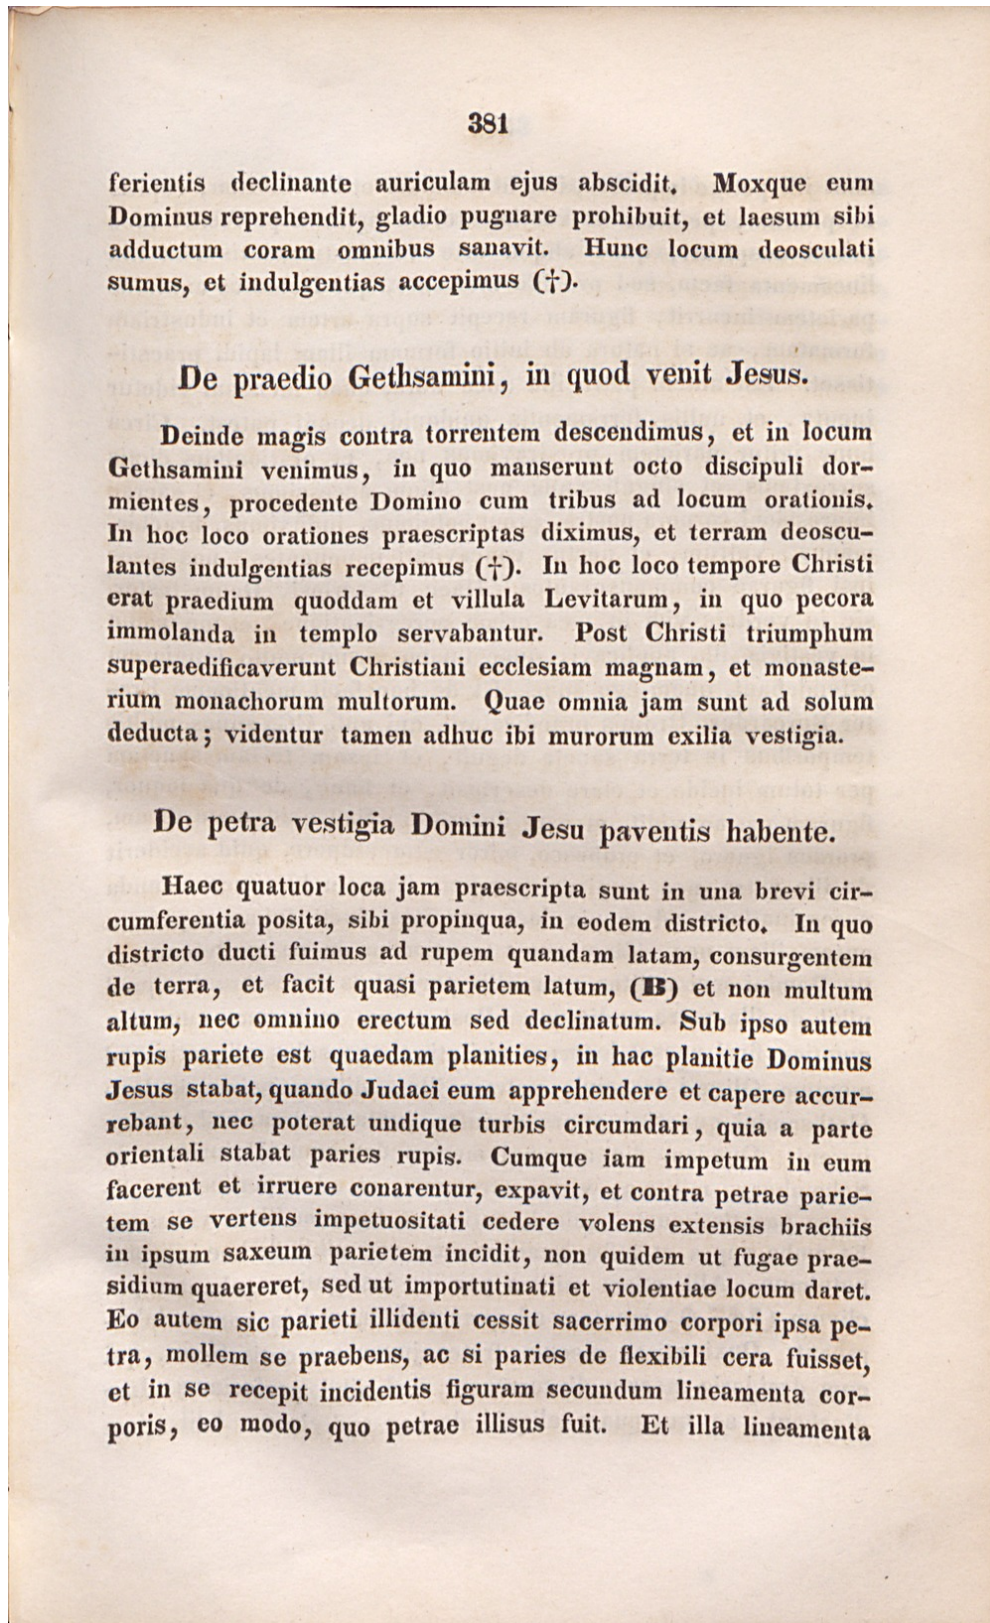 381
ferientis declinante auriculam ejus abscidit. Moxque eum
Dominus reprehendit, gladio pugnare prohibuit, et laesum sibi
adductum coram omnibus sanavit. Hunc locum deosculati
sumus, et indulgentias accepimus (†).
De praedio Gethsamini, in quod venit Jesus.
Deinde magis contra torrentem descendimus, et in locum
Gethsamini venimus, in quo manserunt octo discipuli dor-
mientes, procedente Domino cum tribus ad locum orationis.
In hoc loco orationes praescriptas diximus, et terram deoscu-
lantes indulgentias recepimus (†). In hoc loco tempore Christi
erat praedium quoddam et villula Levitarum, in quo pecora
immolanda in templo servabantur. Post Christi triumphum
superaedificaverunt Christiani ecclesiam magnam, et monaste-
rium monachorum multorum. Quae omnia jam sunt ad solum
deducta; videntur tamen adhuc ibi murorum exilia vestigia.
De petra vestigia Domini Jesu paventis habente.
Haec quatuor loca jam praescripta sunt in una brevi cir-
cumferentia posita, sibi propinqua, in eodem districto. In quo
districto ducti fuimus ad rupem quandam latam, consurgentem
de terra, et facit quasi parietem latum, (B) et non multum
altum, nec omnino erectum sed declinatum. Sub ipso autem
rupis pariete est quaedam planities, in hac planitie Dominus
Jesus stabat, quando Judaei eum apprehendere et capere accur-
rebant, nec poterat undique turbis circumdari, quia a parte
orientali stabat paries rupis. Cumque iam impetum in eum
facerent et irruere conarentur, expavit, et contra petrae parie-
tem se vertens impetuositati cedere volens extensis brachiis
in ipsum saxeum parietem incidit, non quidem ut fugae prae-
sidium quaereret, sed ut importutinati et violentiae locum daret.
Eo autem sic parieti illidenti cessit sacerrimo corpori ipsa pe-
tra, mollem se praebens, ac si paries de flexibili cera fuisset,
et in se recepit incidentis figuram secundum lineamenta cor-
poris, eo modo, quo petrae illisus fuit. Et illa lineamenta